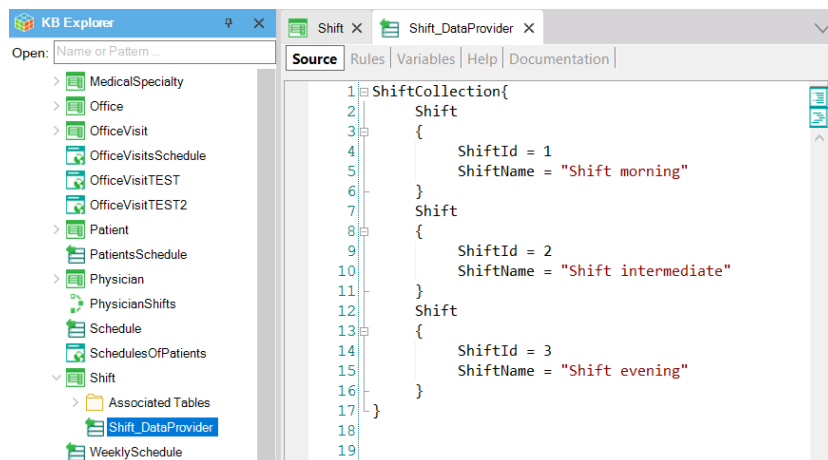 KB Explorer
Open: Name or Pattern ...
MedicalSpecialty
Office
OfficeVisit
OfficeVisitsSchedule
OfficeVisitTEST
OfficeVisitTEST2
Patient
PatientsSchedule
Physician
PhysicianShifts
Schedule
SchedulesOfPatients
Shift
Associated Tables
Shift_DataProvider
WeeklySchedule
Shift Shift_DataProvider
Source Rules Variables Help Documentation
1 ShiftCollection{
2 Shift
3 {
4 ShiftId = 1
5 ShiftName = "Shift morning"
6 }
7 Shift
8 {
9 ShiftId = 2
10 ShiftName = "Shift intermediate"
11 }
12 Shift
13 {
14 ShiftId = 3
15 ShiftName = "Shift evening"
16 }
17 }
18
19